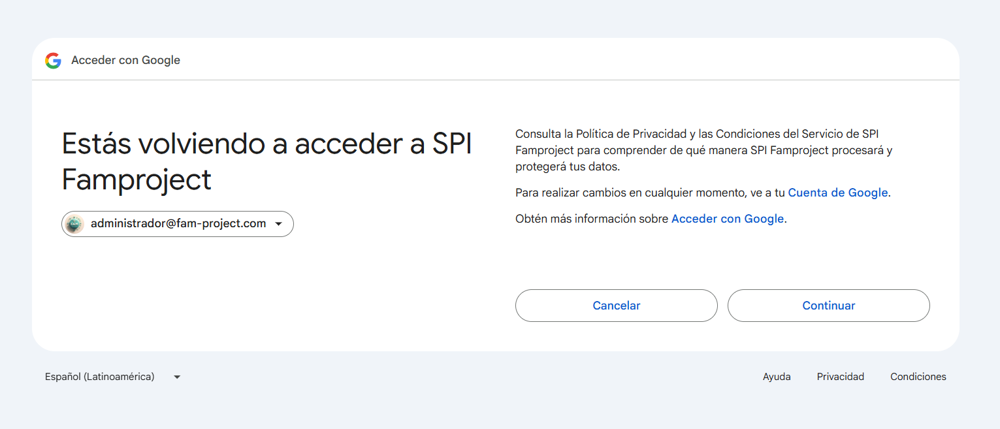 Acceder con Google
Estás volviendo a acceder a SPI
Famproject
administrador@fam-project.com
Consulta la Política de Privacidad y las Condiciones del Servicio de SPI
Famproject para comprender de qué manera SPI Famproject procesará y
protegerá tus datos.
Para realizar cambios en cualquier momento, ve a tu Cuenta de Google.
Obtén más información sobre Acceder con Google.
Cancelar
Continuar
Español (Latinoamérica)
Ayuda
Privacidad
Condiciones